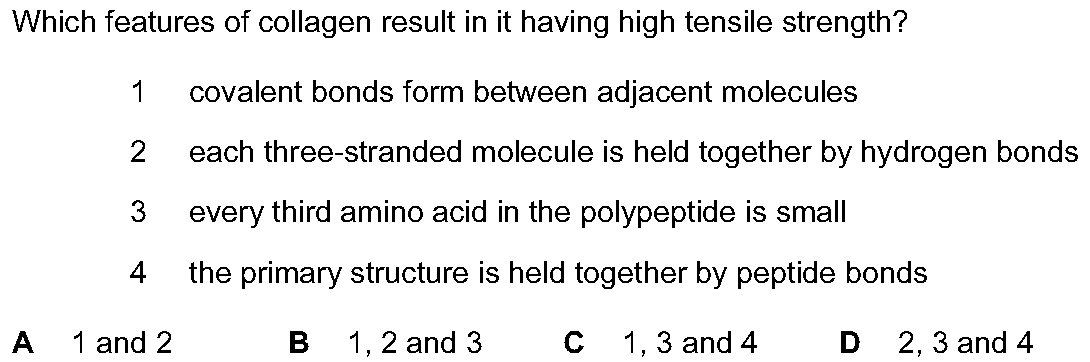 Which features of collagen result in it having high tensile strength?
1 covalent bonds form between adjacent molecules
2 each three-stranded molecule is held together by hydrogen bonds
3 every third amino acid in the polypeptide is small
4 the primary structure is held together by peptide bonds
A 1 and 2 B 1, 2 and 3 C 1, 3 and 4 D 2, 3 and 4